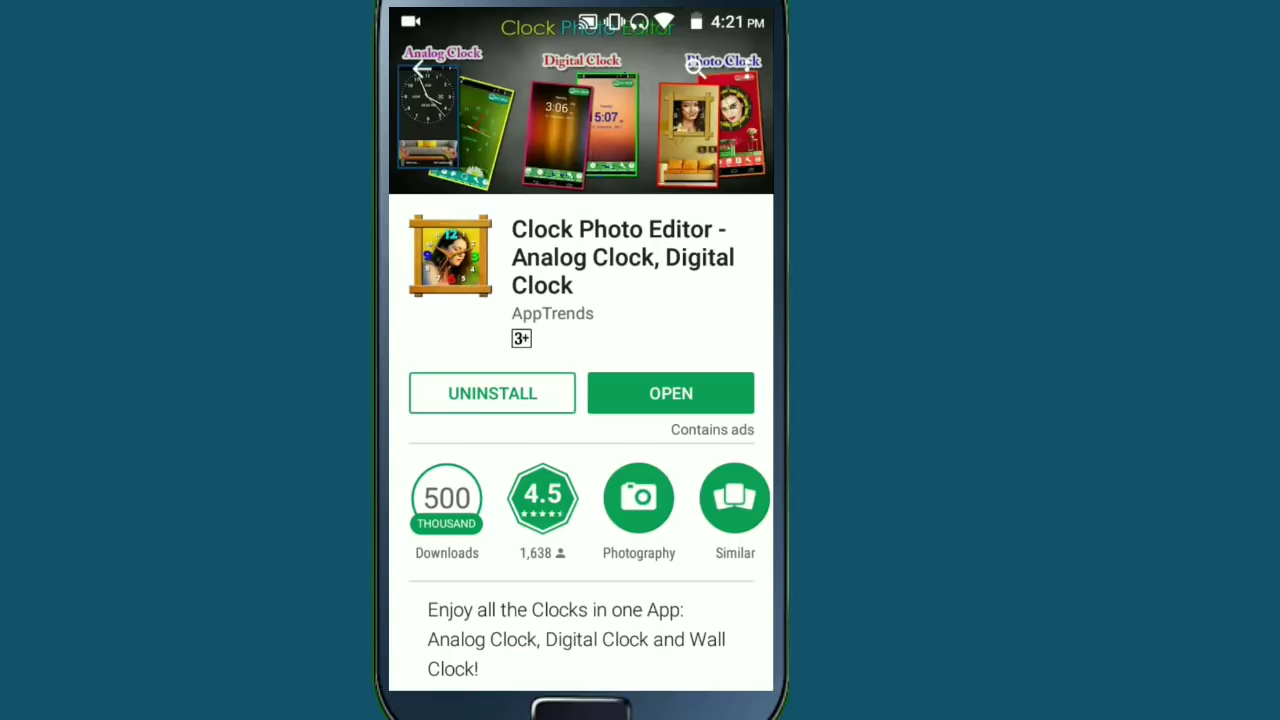 4:21 PM
Clock Photo Editor
Analog Clock
Digital Clock
Photo Clock
3:06
15:07
Clock Photo Editor -
Analog Clock, Digital
Clock
AppTrends
3+
UNINSTALL
OPEN
Contains ads
500
THOUSAND
4.5
Downloads
1,638
Photography
Similar
Enjoy all the Clocks in one App:
Analog Clock, Digital Clock and Wall
Clock!